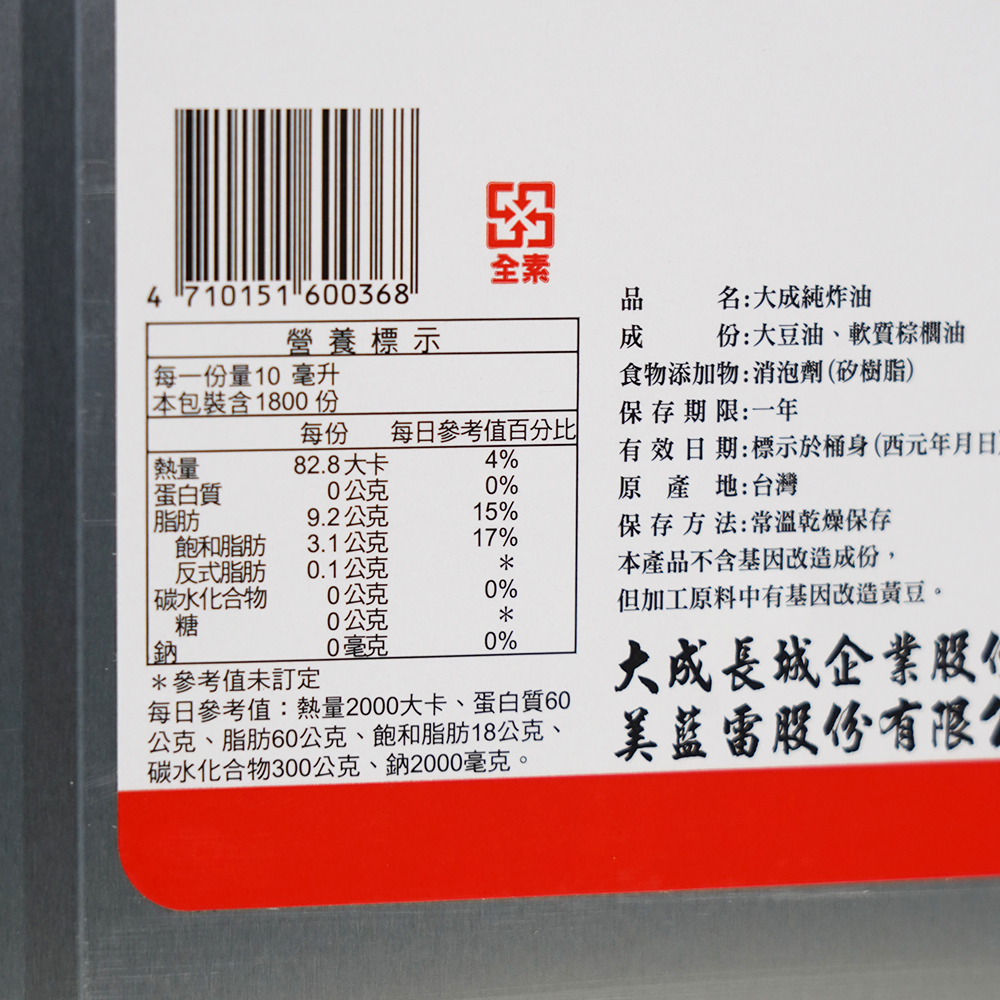 4 710151 600368
全素
營養標示
每一份量10 毫升
本包裝含1800 份
每份 每日參考值百分比
熱量 82.8大卡 4%
蛋白質 0公克 0%
脂肪 9.2公克 15%
飽和脂肪 3.1公克 17%
反式脂肪 0.1公克 *
碳水化合物 0公克 0%
糖 0公克 *
鈉 0毫克 0%
*參考值未訂定
每日參考值：熱量2000大卡、蛋白質60
公克、脂肪60公克、飽和脂肪18公克、
碳水化合物300公克、鈉2000毫克。
品名:大成純炸油
成份:大豆油、軟質棕櫚油
食物添加物:消泡劑(矽樹脂)
保存期限:一年
有效日期:標示於桶身(西元年月日)
原產地:台灣
保存方法:常溫乾燥保存
本產品不含基因改造成份，
但加工原料中有基因改造黃豆。
大成長城企業股
美藍雷股份有限